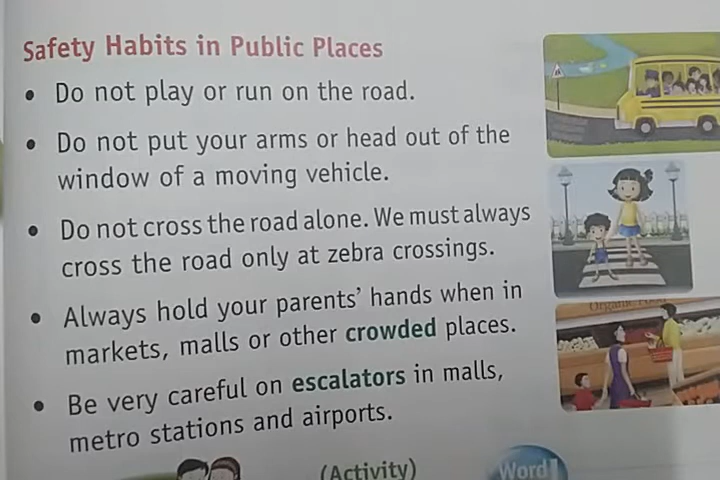 Safety Habits in Public Places
• Do not play or run on the road.
• Do not put your arms or head out of the
window of a moving vehicle.
• Do not cross the road alone. We must always
cross the road only at zebra crossings.
Organic Food
• Always hold your parents' hands when in
markets, malls or other crowded places.
• Be very careful on escalators in malls,
metro stations and airports.
(Activity)
Word